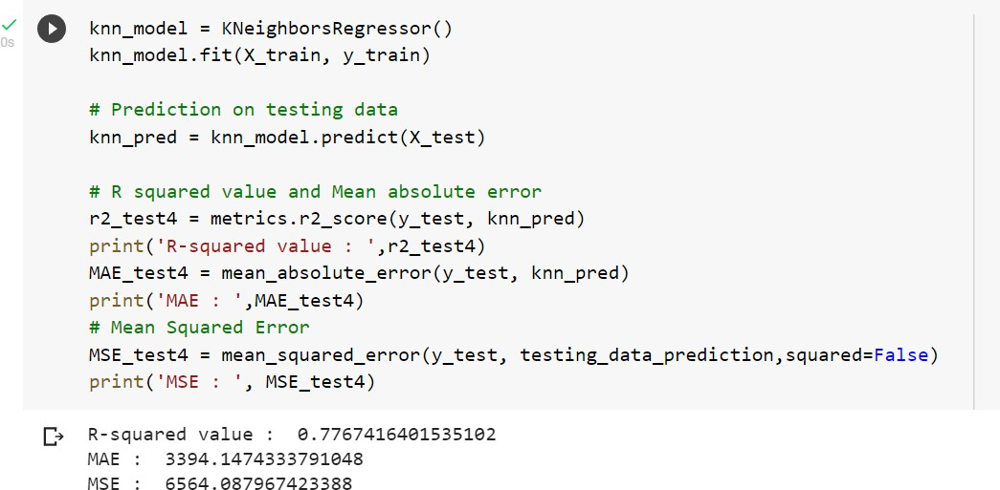 0s
knn_model = KNeighborsRegressor()
knn_model.fit(X_train, y_train)
# Prediction on testing data
knn_pred = knn_model.predict(X_test)
# R squared value and Mean absolute error
r2_test4 = metrics.r2_score(y_test, knn_pred)
print('R-squared value : ',r2_test4)
MAE_test4 = mean_absolute_error(y_test, knn_pred)
print('MAE : ',MAE_test4)
# Mean Squared Error
MSE_test4 = mean_squared_error(y_test, testing_data_prediction,squared=False)
print('MSE : ', MSE_test4)
R-squared value :  0.7767416401535102
MAE :  3394.1474333791048
MSE :  6564.087967423388